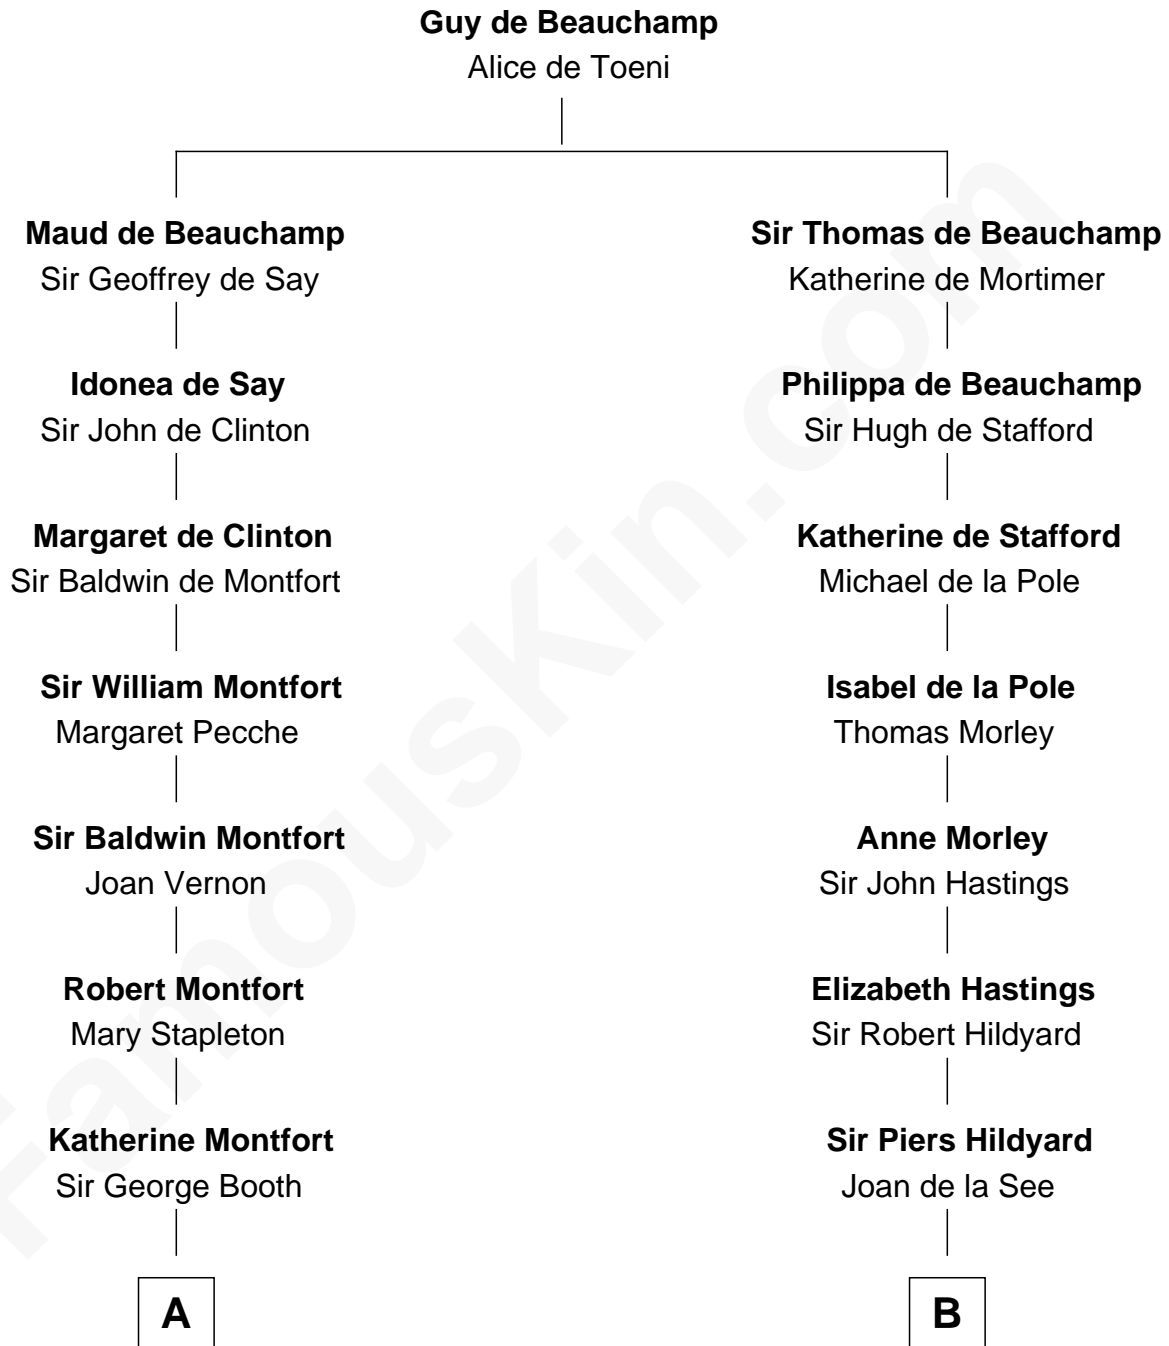 Guy de Beauchamp
Alice de Toeni
Maud de Beauchamp
Sir Geoffrey de Say
Sir Thomas de Beauchamp
Katherine de Mortimer
Idonea de Say
Sir John de Clinton
Philippa de Beauchamp
Sir Hugh de Stafford
Margaret de Clinton
Sir Baldwin de Montfort
Katherine de Stafford
Michael de la Pole
Sir William Montfort
Margaret Pecche
Isabel de la Pole
Thomas Morley
Sir Baldwin Montfort
Joan Vernon
Anne Morley
Sir John Hastings
Robert Montfort
Mary Stapleton
Elizabeth Hastings
Sir Robert Hildyard
Katherine Montfort
Sir George Booth
Sir Piers Hildyard
Joan de la See
A
B
FamousKin.com